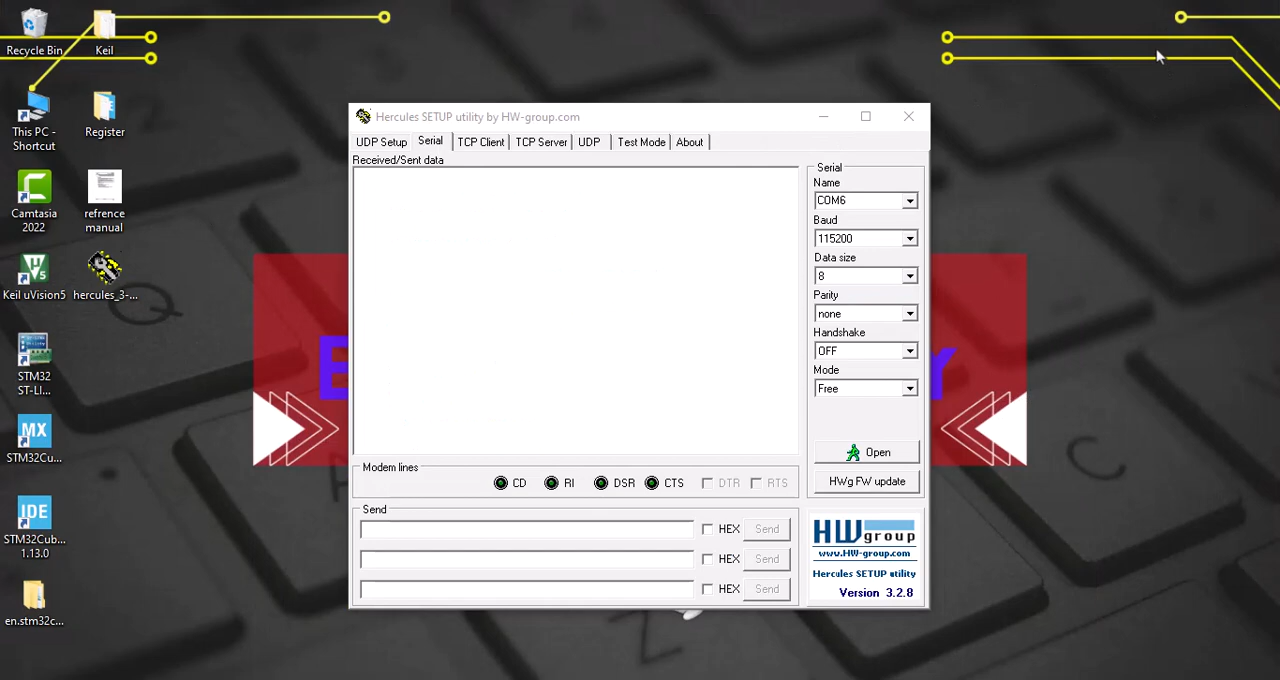 Recycle Bin
Keil
This PC -
Shortcut
Register
Camtasia
2022
refrence
manual
Keil uVision5
hercules_3-...
STM32
ST-LI...
MX
STM32Cu...
IDE
STM32Cub...
1.13.0
en.stm32c...
Hercules SETUP utility by HW-group.com
UDP Setup
Serial
TCP Client
TCP Server
UDP
Test Mode
About
Received/Sent data
Serial
Name
COM6
Baud
115200
Data size
8
Parity
none
Handshake
OFF
Mode
Free
Open
HWg FW update
Modem lines
CD
RI
DSR
CTS
DTR
RTS
Send
HEX
Send
HEX
Send
HEX
Send
HW group
www.HW-group.com
Hercules SETUP utility
Version 3.2.8
E
Y
Q
C
Z